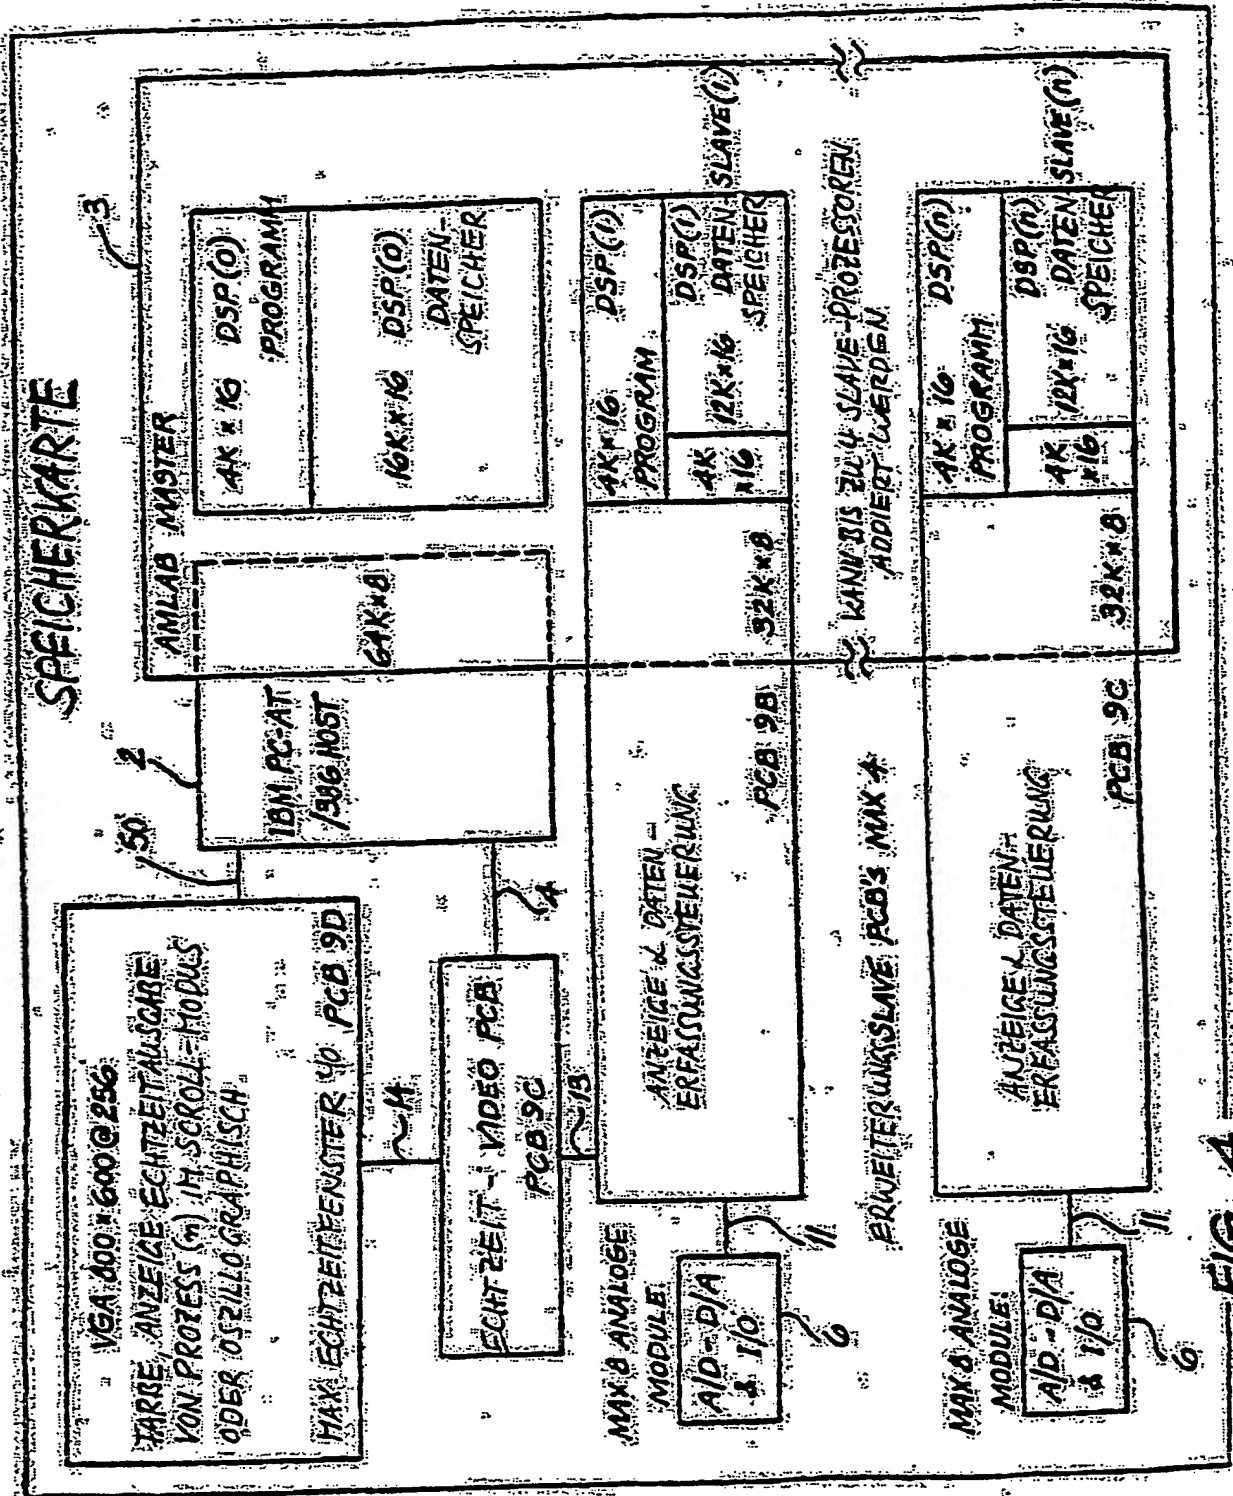 SPEICHERKARTE
3
AMLAB MASTER
4K × 16 DSP(0)
PROGRAMM
16K×16 DSP(0)
DATEN-
SPEICHER
2
IBM PC-AT
/386 HOST
64K×8
50
VGA 800×600@256
FARBE, ANZEIGE ECHTZEITAUSGABE
VON PROZESS (n) IM SCROLL-MODUS
ODER OSZILLOGRAPHISCH
MAX ECHTZEITFENSTER 40 PCB 9D
14
4
ECHTZEIT - VIDEO PCB
PCB 9C
13
ANZEIGE & DATEN-
ERFASSUNGSSTEUERUNG
PCB 9B
32K×8
4K×16 DSP(1)
PROGRAM
4K
×16
12K×16
DSP(1)
DATEN-
SPEICHER
SLAVE(1)
MAX 8 ANALOGE
MODULE
A/D-D/A
& I/O
11
6
ERWEITERUNGSSLAVE PCB'S MAX 4
KANN BIS ZU 4 SLAVE-PROZESSOREN
ADDIERT WERDEN
ANZEIGE & DATEN-
ERFASSUNGSSTEUERUNG
PCB 9C
32K×8
4K×16 DSP(n)
PROGRAMM
4K
×16
12K×16
DSP(n)
DATEN
SPEICHER
SLAVE(n)
MAX 8 ANALOGE
MODULE
A/D-D/A
& I/O
11
6
FIG. 4